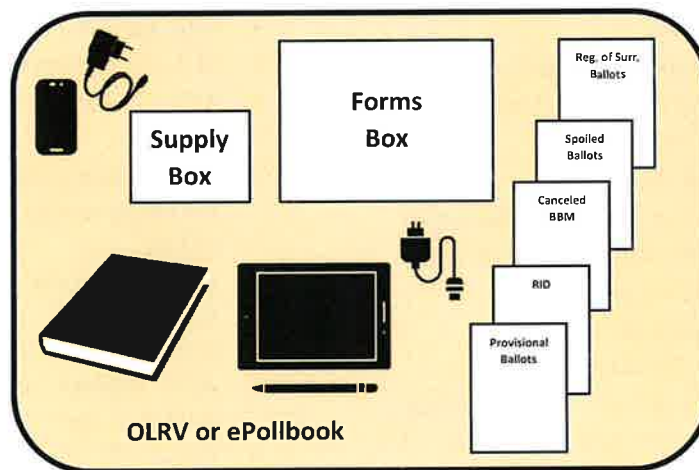 Supply
Box
Forms
Box
Reg. of Surr.
Ballots
Spoiled
Ballots
Canceled
BBM
RID
Provisional
Ballots
OLRV or ePollbook